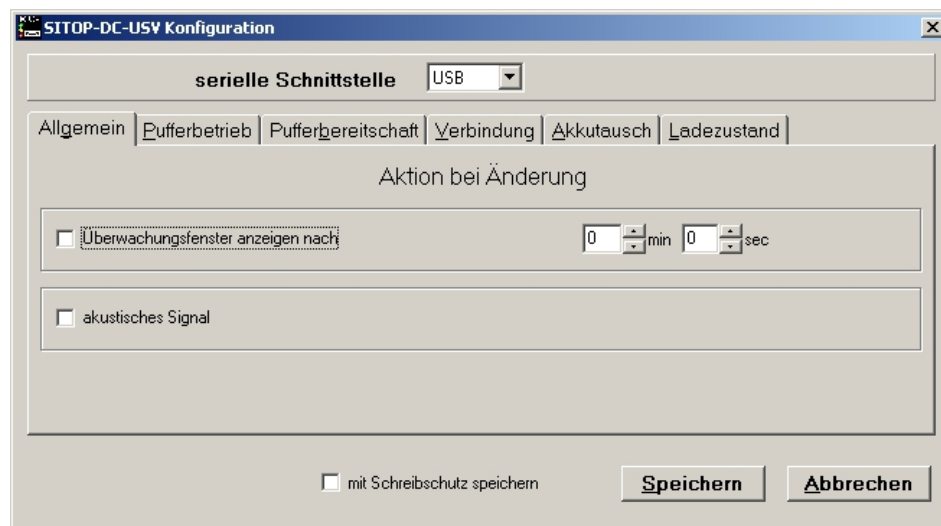 SITOP-DC-USV Konfiguration
serielle Schnittstelle USB
Allgemein Pufferbetrieb Pufferbereitschaft Verbindung Akkutausch Ladezustand
Aktion bei Änderung
Überwachungsfenster anzeigen nach 0 min 0 sec
akustisches Signal
mit Schreibschutz speichern Speichern Abbrechen